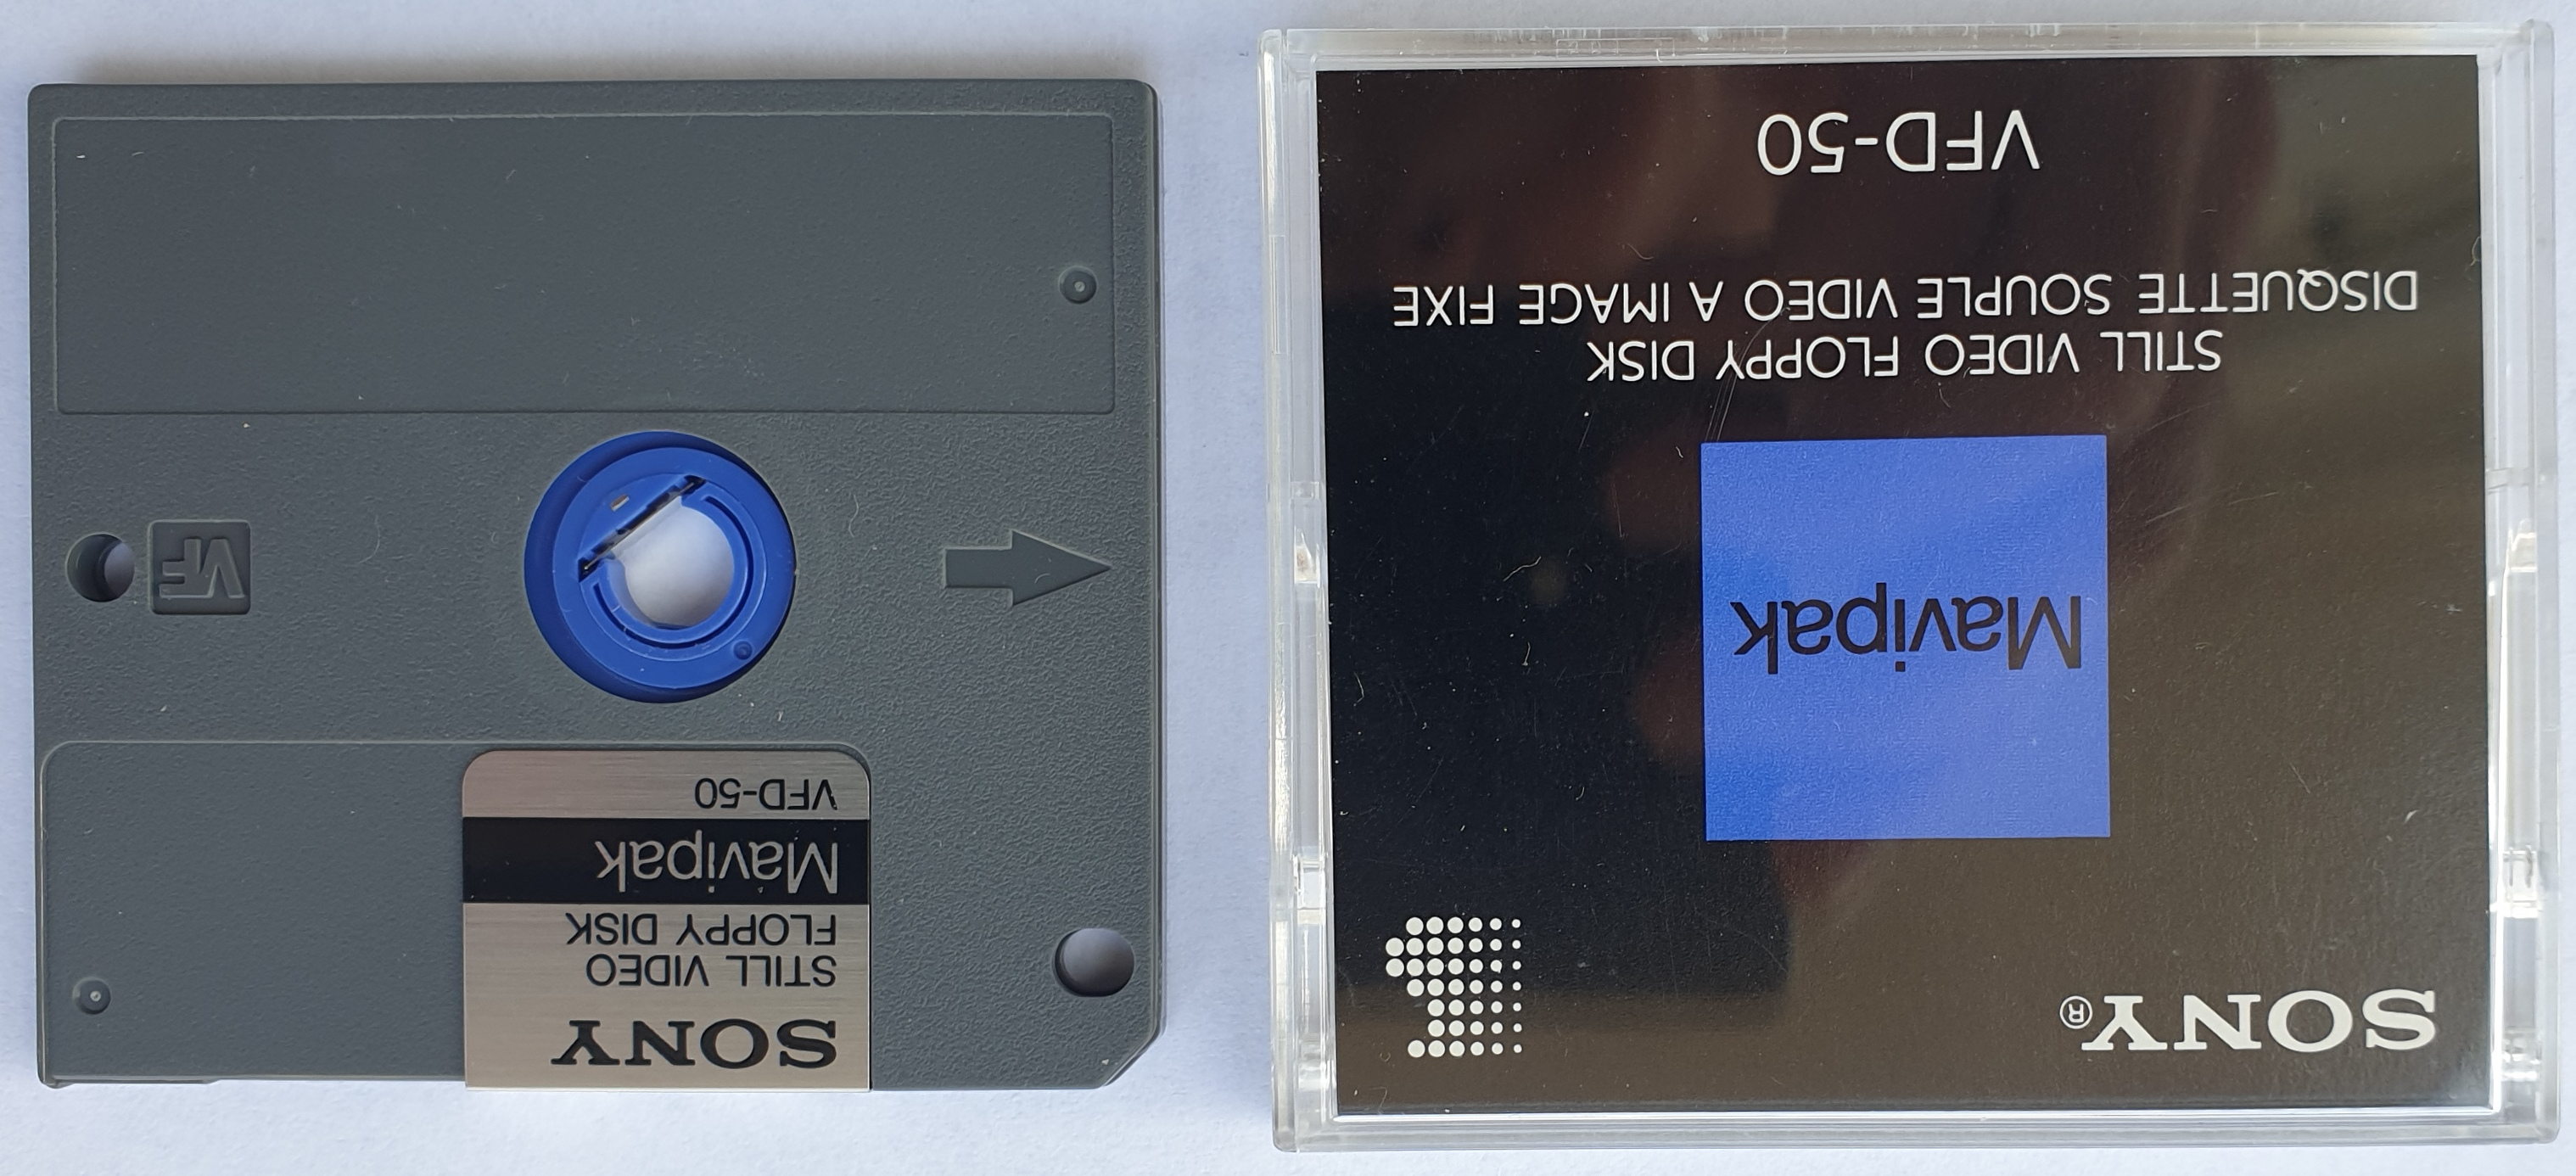 SONY®
1
Mavipak
STILL VIDEO FLOPPY DISK
DISQUETTE SOUPLE VIDEO A IMAGE FIXE
VFD-50
SONY
STILL VIDEO
FLOPPY DISK
Mavipak
VFD-50
VF